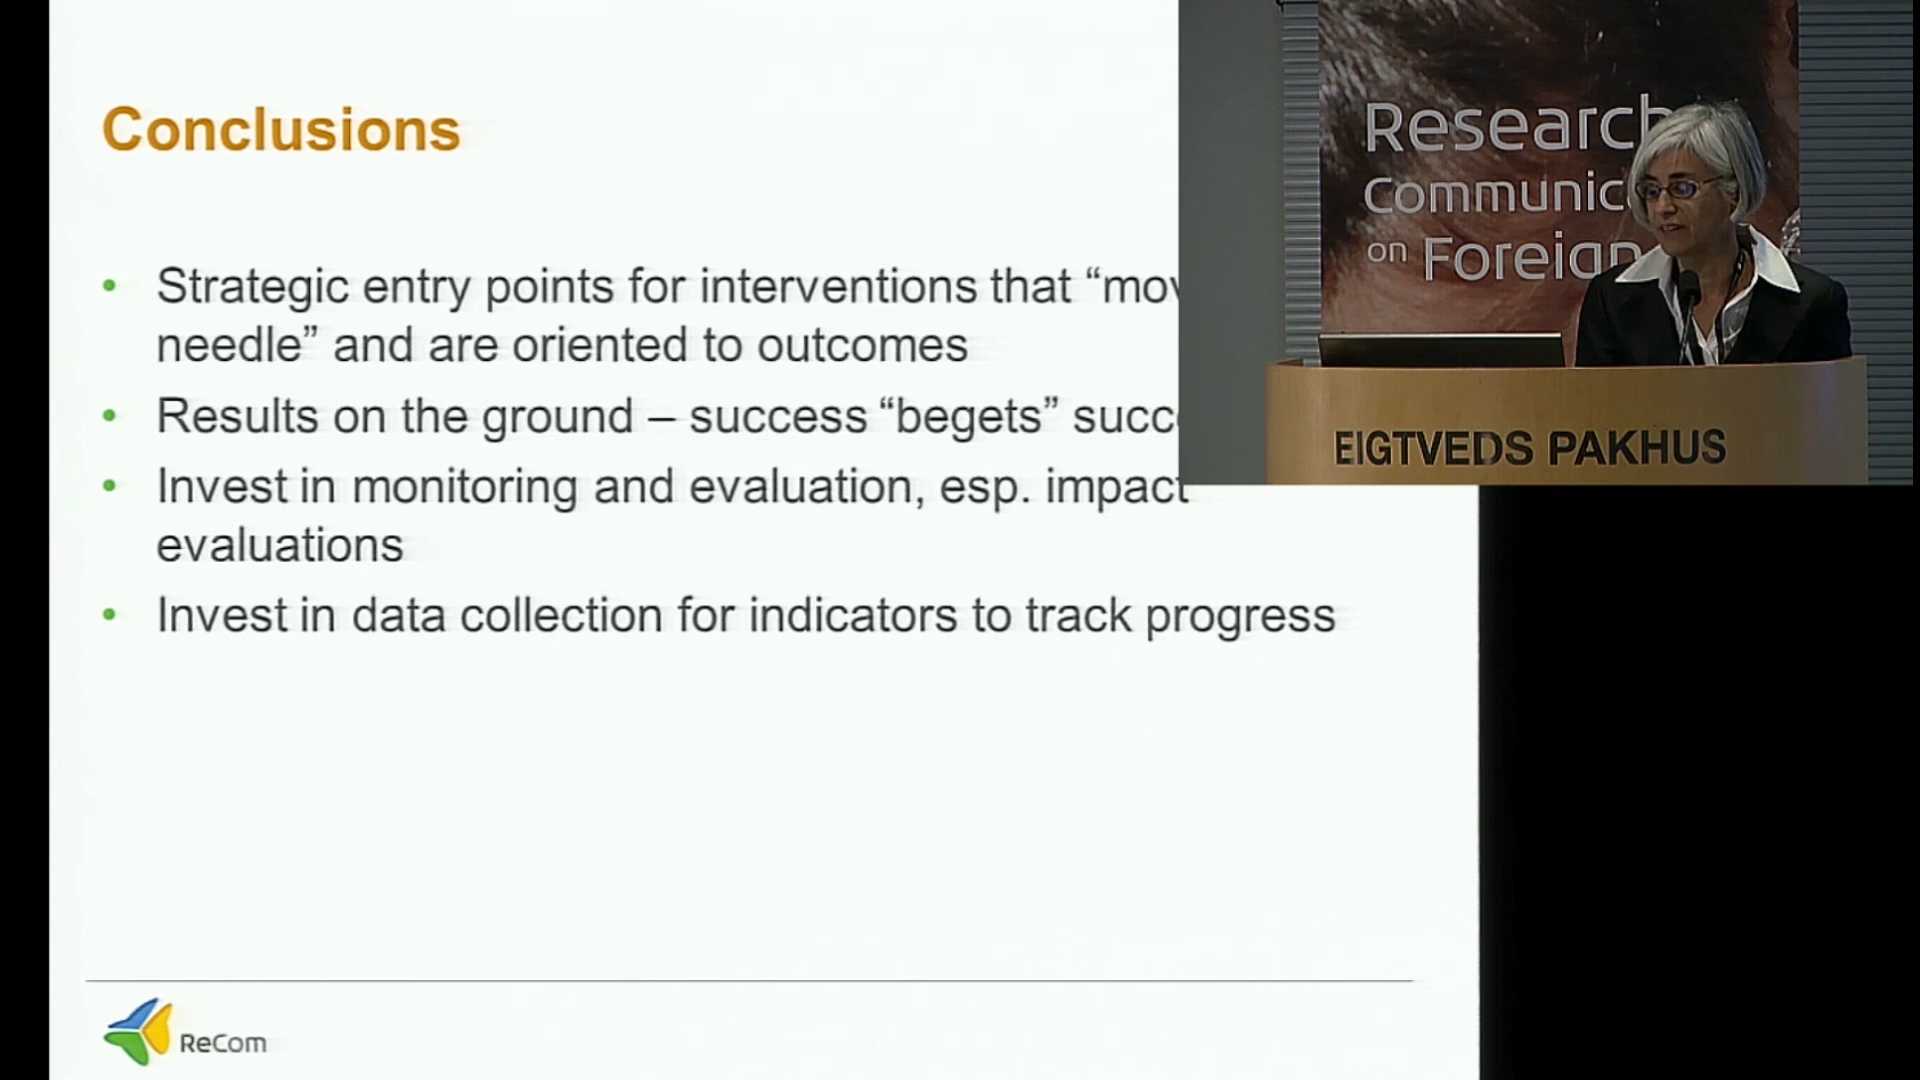 Conclusions
Strategic entry points for interventions that “mov
needle” and are oriented to outcomes
Results on the ground – success “begets” succ
Invest in monitoring and evaluation, esp. impact
evaluations
Invest in data collection for indicators to track progress
ReCom
Research
Communic
on Foreign
EIGTVEDS PAKHUS